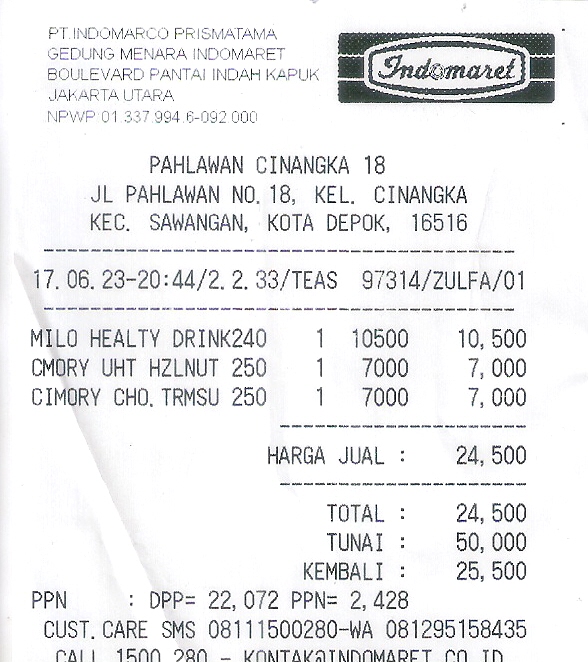 PT.INDOMARCO PRISMATAMA
GEDUNG MENARA INDOMARET
BOULEVARD PANTAI INDAH KAPUK
JAKARTA UTARA
NPWP 01.337.994.6-092.000
Indomaret
PAHLAWAN CINANGKA 18
JL PAHLAWAN NO.18, KEL. CINANGKA
KEC. SAWANGAN, KOTA DEPOK, 16516
17.06.23-20:44/2.2.33/TEAS 97314/ZULFA/01
MILO HEALTY DRINK240 1 10500 10,500
CMORY UHT HZLNUT 250 1 7000 7,000
CIMORY CHO.TRMSU 250 1 7000 7,000
HARGA JUAL : 24,500
TOTAL : 24,500
TUNAI : 50,000
KEMBALI : 25,500
PPN : DPP= 22,072 PPN= 2,428
CUST.CARE SMS 08111500280-WA 081295158435
CALL 1500 280 - KONTAK@INDOMARET.CO.ID